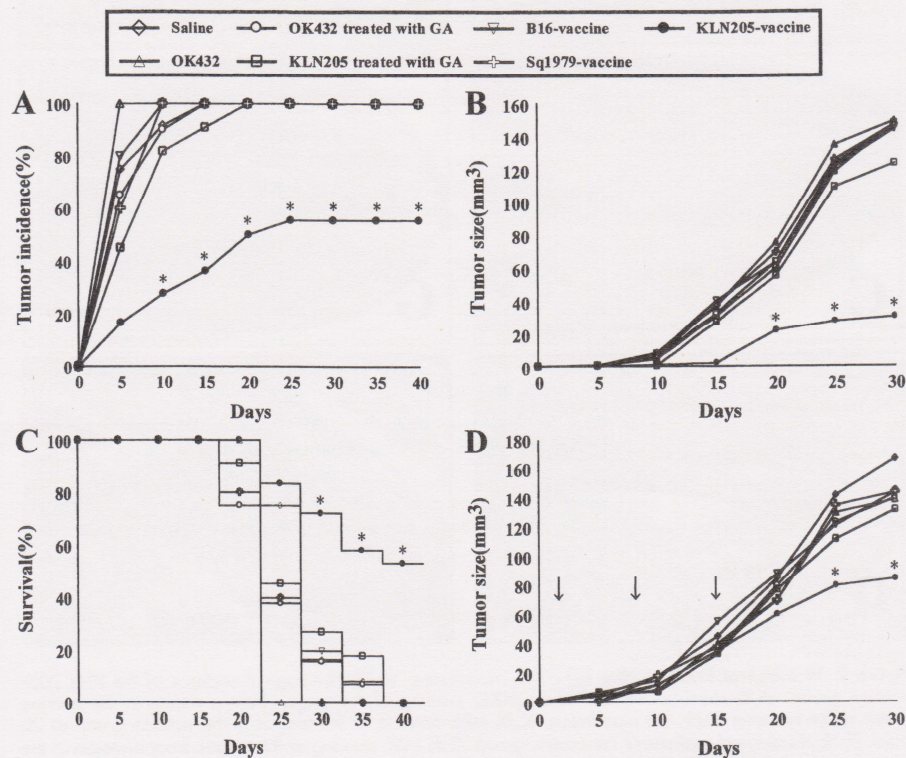 Saline OK432 treated with GA B16-vaccine KLN205-vaccine
OK432 KLN205 treated with GA Sq1979-vaccine
A
Tumor incidence(%)
100
80
60
40
20
0
* * * * * * *
0 5 10 15 20 25 30 35 40
Days
B
Tumor size(mm3)
160
140
120
100
80
60
40
20
0
* * *
0 5 10 15 20 25 30
Days
C
Survival(%)
100
80
60
40
20
0
* * *
0 5 10 15 20 25 30 35 40
Days
D
Tumor size(mm3)
180
160
140
120
100
80
60
40
20
0
* *
0 5 10 15 20 25 30
Days